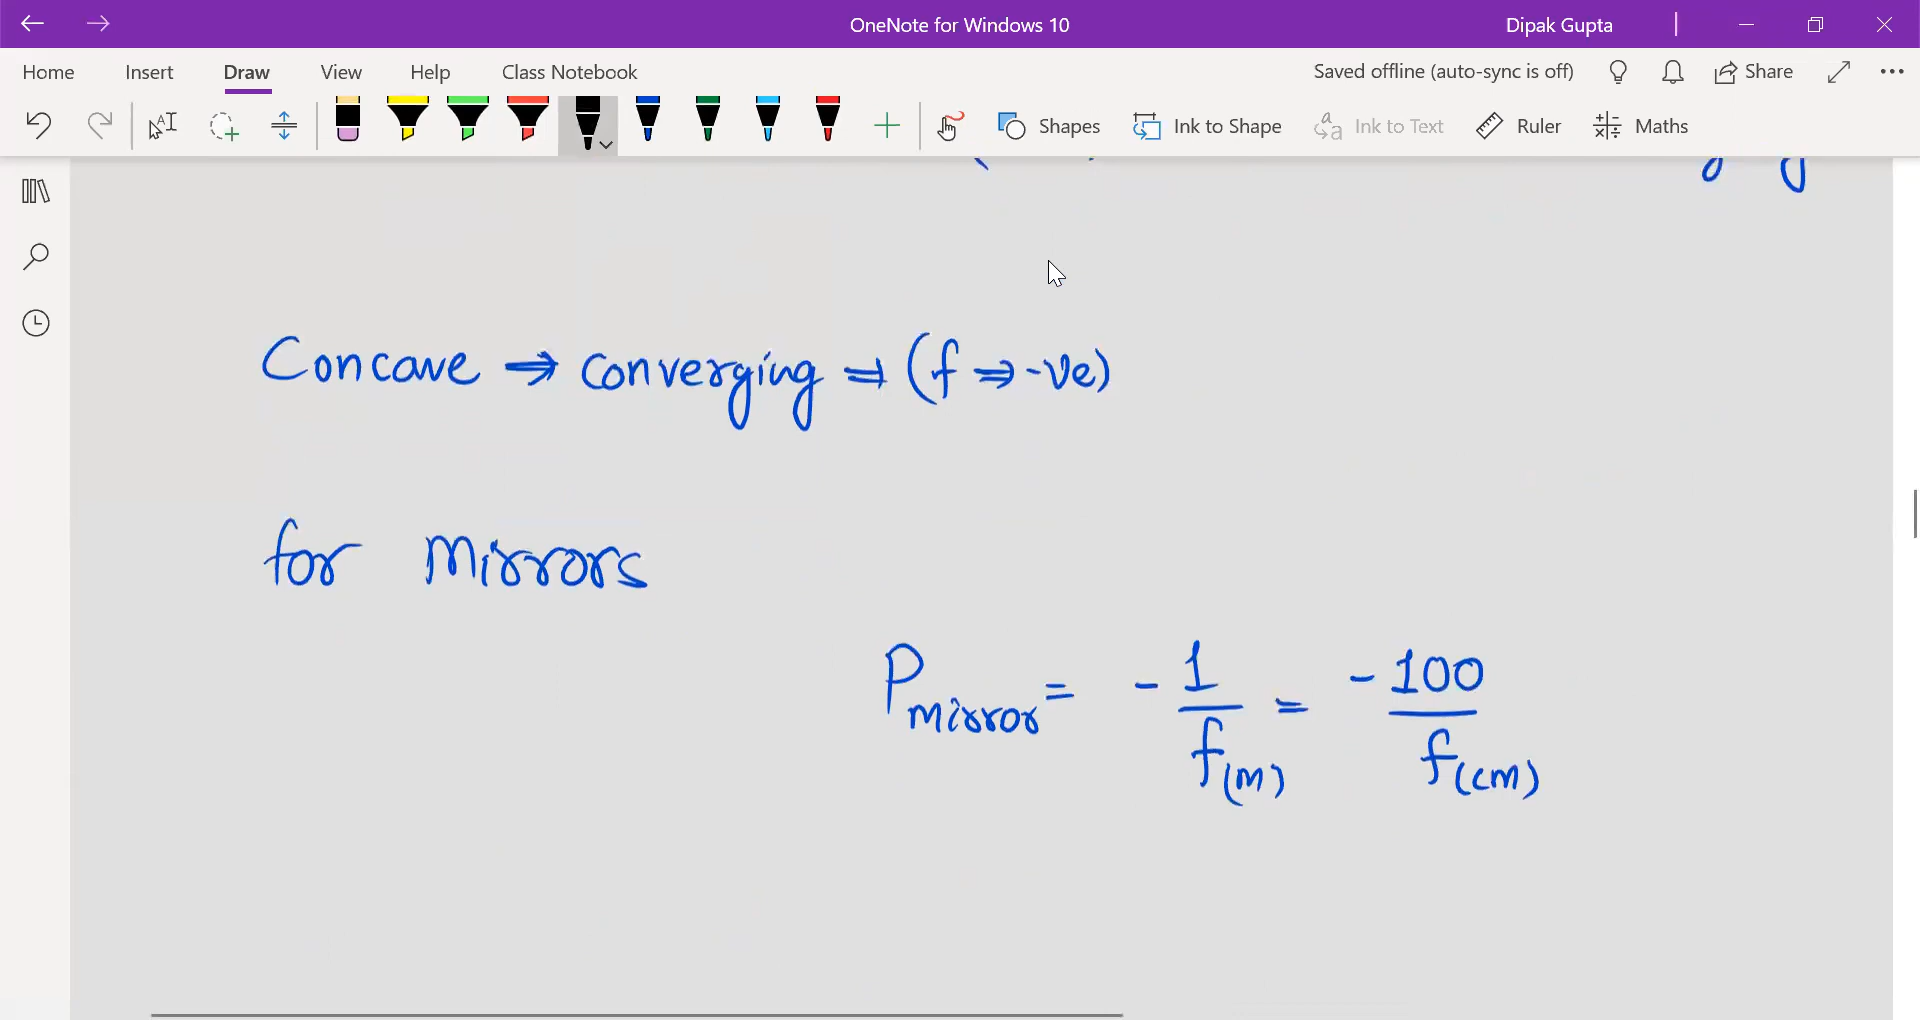 OneNote for Windows 10
Dipak Gupta
Home Insert Draw View Help Class Notebook
Saved offline (auto-sync is off) Share
Shapes Ink to Shape Ink to Text Ruler Maths
Concave ⇒ converging ⇒ (f ⇒ -ve)
for Mirrors
P_mirror = - 1/f(m) = - 100/f(cm)